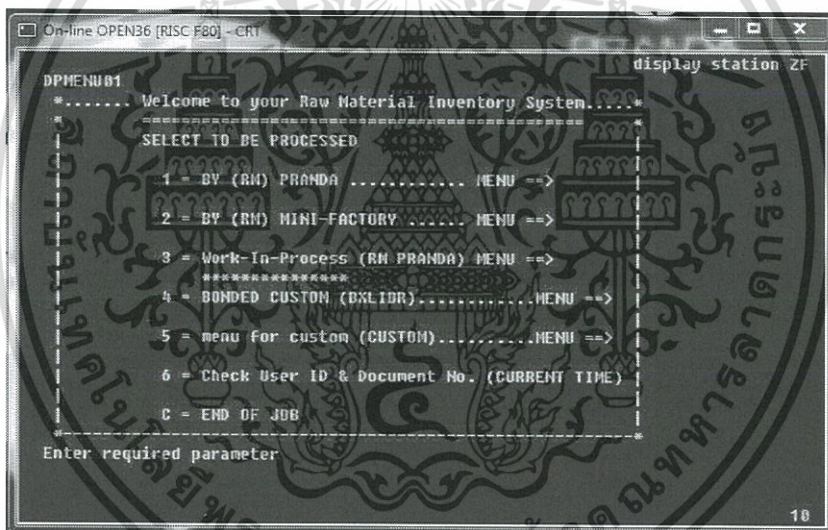 On-line OPEN36 [RISC F80] - CRT
display station ZF
DPMENU01
*....... Welcome to your Raw Material Inventory System.....*
* ============================================= *
SELECT TO BE PROCESSED
1 = BY (RM) PRANDA ............. MENU ==>
2 = BY (RM) MINI-FACTORY ...... MENU ==>
3 = Work-In-Process (RM PRANDA) MENU ==>
***************
4 = BONDED CUSTOM (BXLIBR)............MENU ==>
5 = menu for custom (CUSTOM)..........MENU ==>
6 = Check User ID & Document No. (CURRENT TIME)
C = END OF JOB
Enter required parameter
10